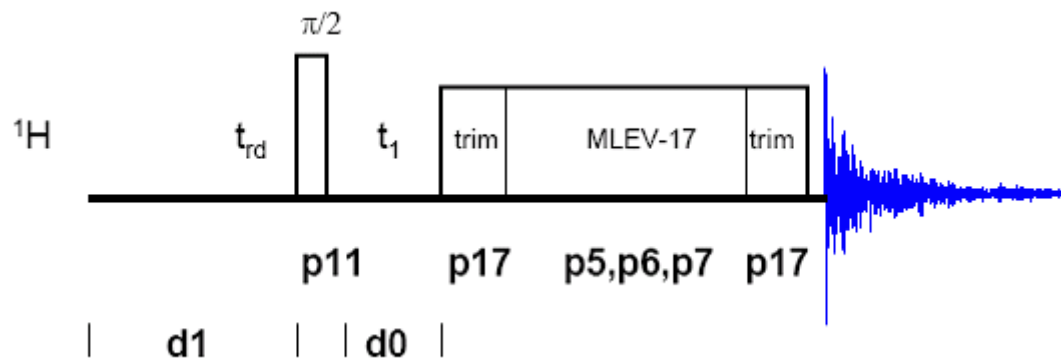 π/2
¹H t_rd t₁ trim MLEV-17 trim
p11 p17 p5,p6,p7 p17
d1 d0